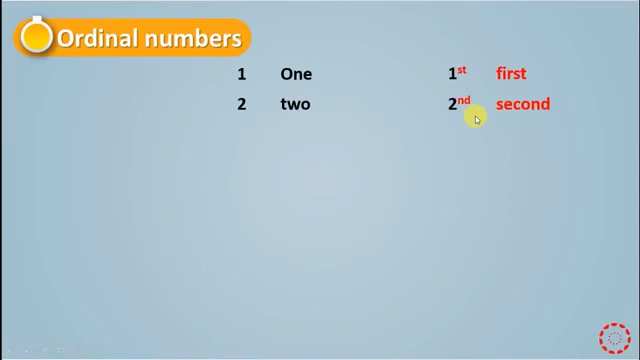 Ordinal numbers
1 One 1st first
2 two 2nd second